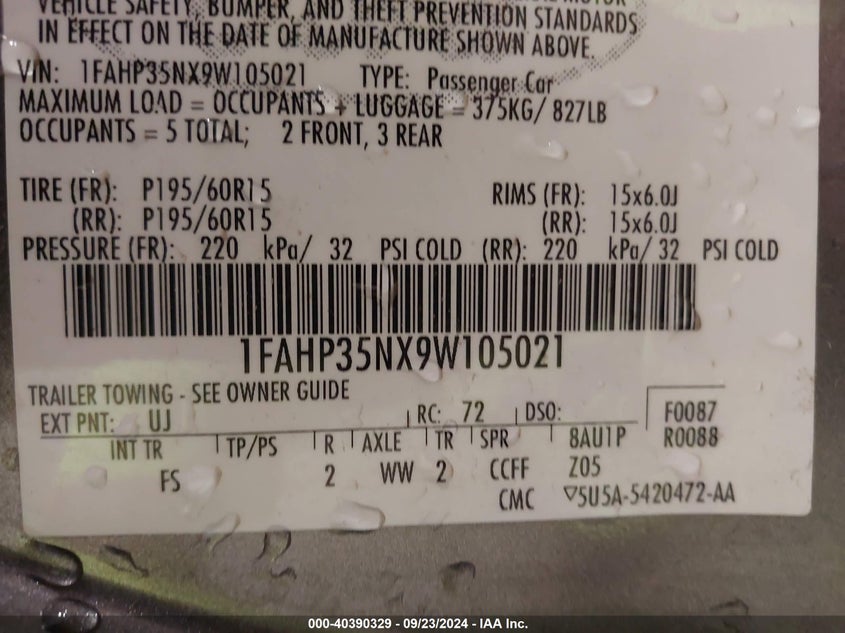 VEHICLE SAFETY, BUMPER, AND THEFT PREVENTION STANDARDS
IN EFFECT ON THE DATE OF MANUFACTURE SHOWN ABOVE.
VIN: 1FAHP35NX9W105021 TYPE: Passenger Car
MAXIMUM LOAD = OCCUPANTS + LUGGAGE = 375KG/ 827LB
OCCUPANTS = 5 TOTAL; 2 FRONT, 3 REAR
TIRE (FR): P195/60R15 RIMS (FR): 15x6.0J
(RR): P195/60R15 (RR): 15x6.0J
PRESSURE (FR): 220 kPa/ 32 PSI COLD (RR): 220 kPa/ 32 PSI COLD
1FAHP35NX9W105021
TRAILER TOWING - SEE OWNER GUIDE
EXT PNT: UJ RC: 72 DSO: F0087
INT TR TP/PS R AXLE TR SPR 8AU1P R0088
FS 2 WW 2 CCFF Z05
CMC ▽5U5A-5420472-AA
000-40390329 - 09/23/2024 - IAA Inc.